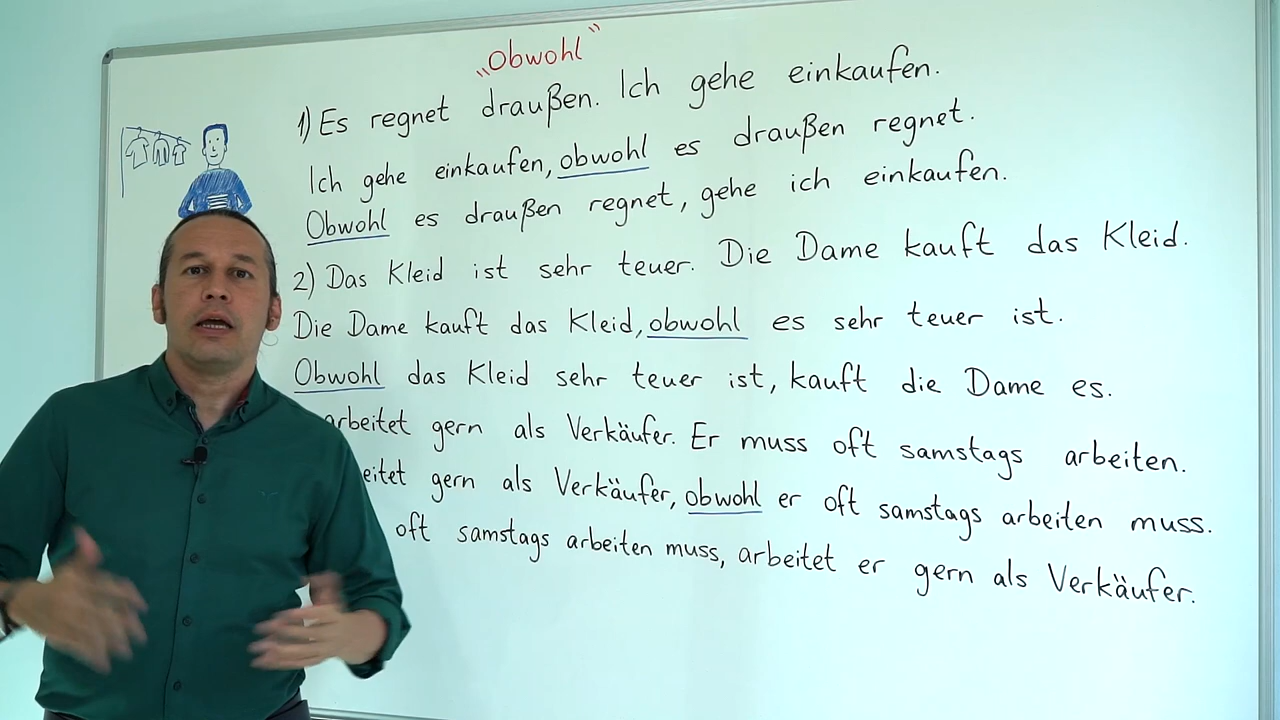 „Obwohl“
1) Es regnet draußen. Ich gehe einkaufen.
Ich gehe einkaufen, obwohl es draußen regnet.
Obwohl es draußen regnet, gehe ich einkaufen.
2) Das Kleid ist sehr teuer. Die Dame kauft das Kleid.
Die Dame kauft das Kleid, obwohl es sehr teuer ist.
Obwohl das Kleid sehr teuer ist, kauft die Dame es.
arbeitet gern als Verkäufer. Er muss oft samstags arbeiten.
eitet gern als Verkäufer, obwohl er oft samstags arbeiten muss.
oft samstags arbeiten muss, arbeitet er gern als Verkäufer.